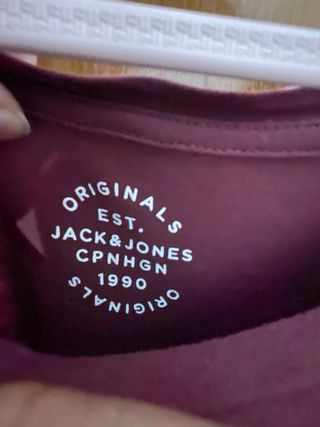 ORIGINALS
EST.
JACK&JONES
CPNHGN
1990
ORIGINALS